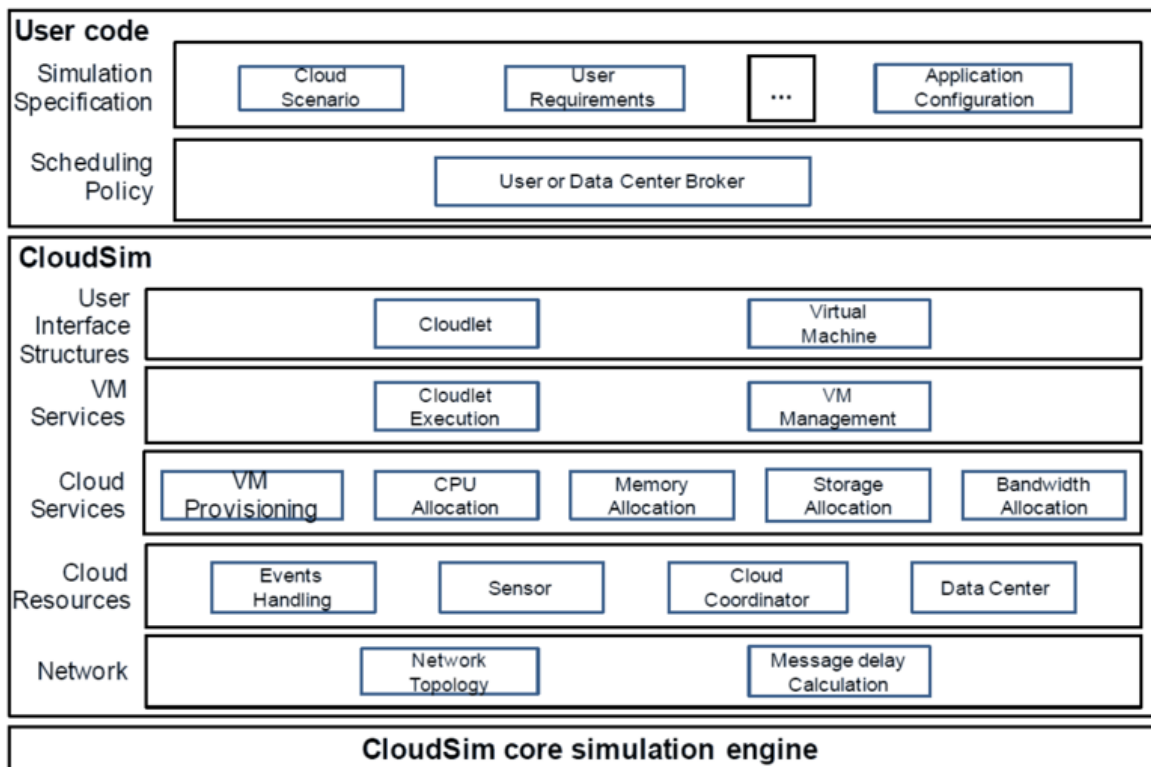 User code
Simulation
Specification
Cloud
Scenario
User
Requirements
...
Application
Configuration
Scheduling
Policy
User or Data Center Broker
CloudSim
User
Interface
Structures
Cloudlet
Virtual
Machine
VM
Services
Cloudlet
Execution
VM
Management
Cloud
Services
VM
Provisioning
CPU
Allocation
Memory
Allocation
Storage
Allocation
Bandwidth
Allocation
Cloud
Resources
Events
Handling
Sensor
Cloud
Coordinator
Data Center
Network
Network
Topology
Message delay
Calculation
CloudSim core simulation engine